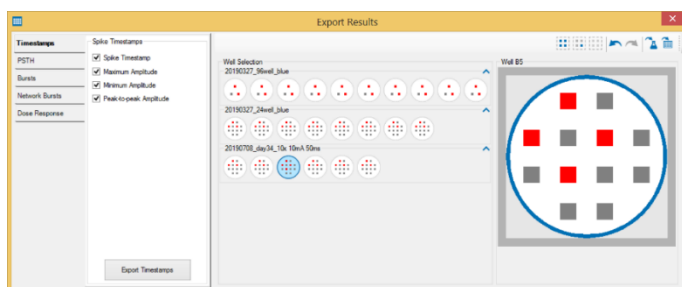 Export Results
Timestamps
PSTH
Bursts
Network Bursts
Dose Response
Spike Timestamps
Spike Timestamp
Maximum Amplitude
Minimum Amplitude
Peak-to-peak Amplitude
Export Timestamps
Well Selection
20190327_96well_blue
20190327_24well_blue
20190708_day34_10x 10mA 50ms
Well B5